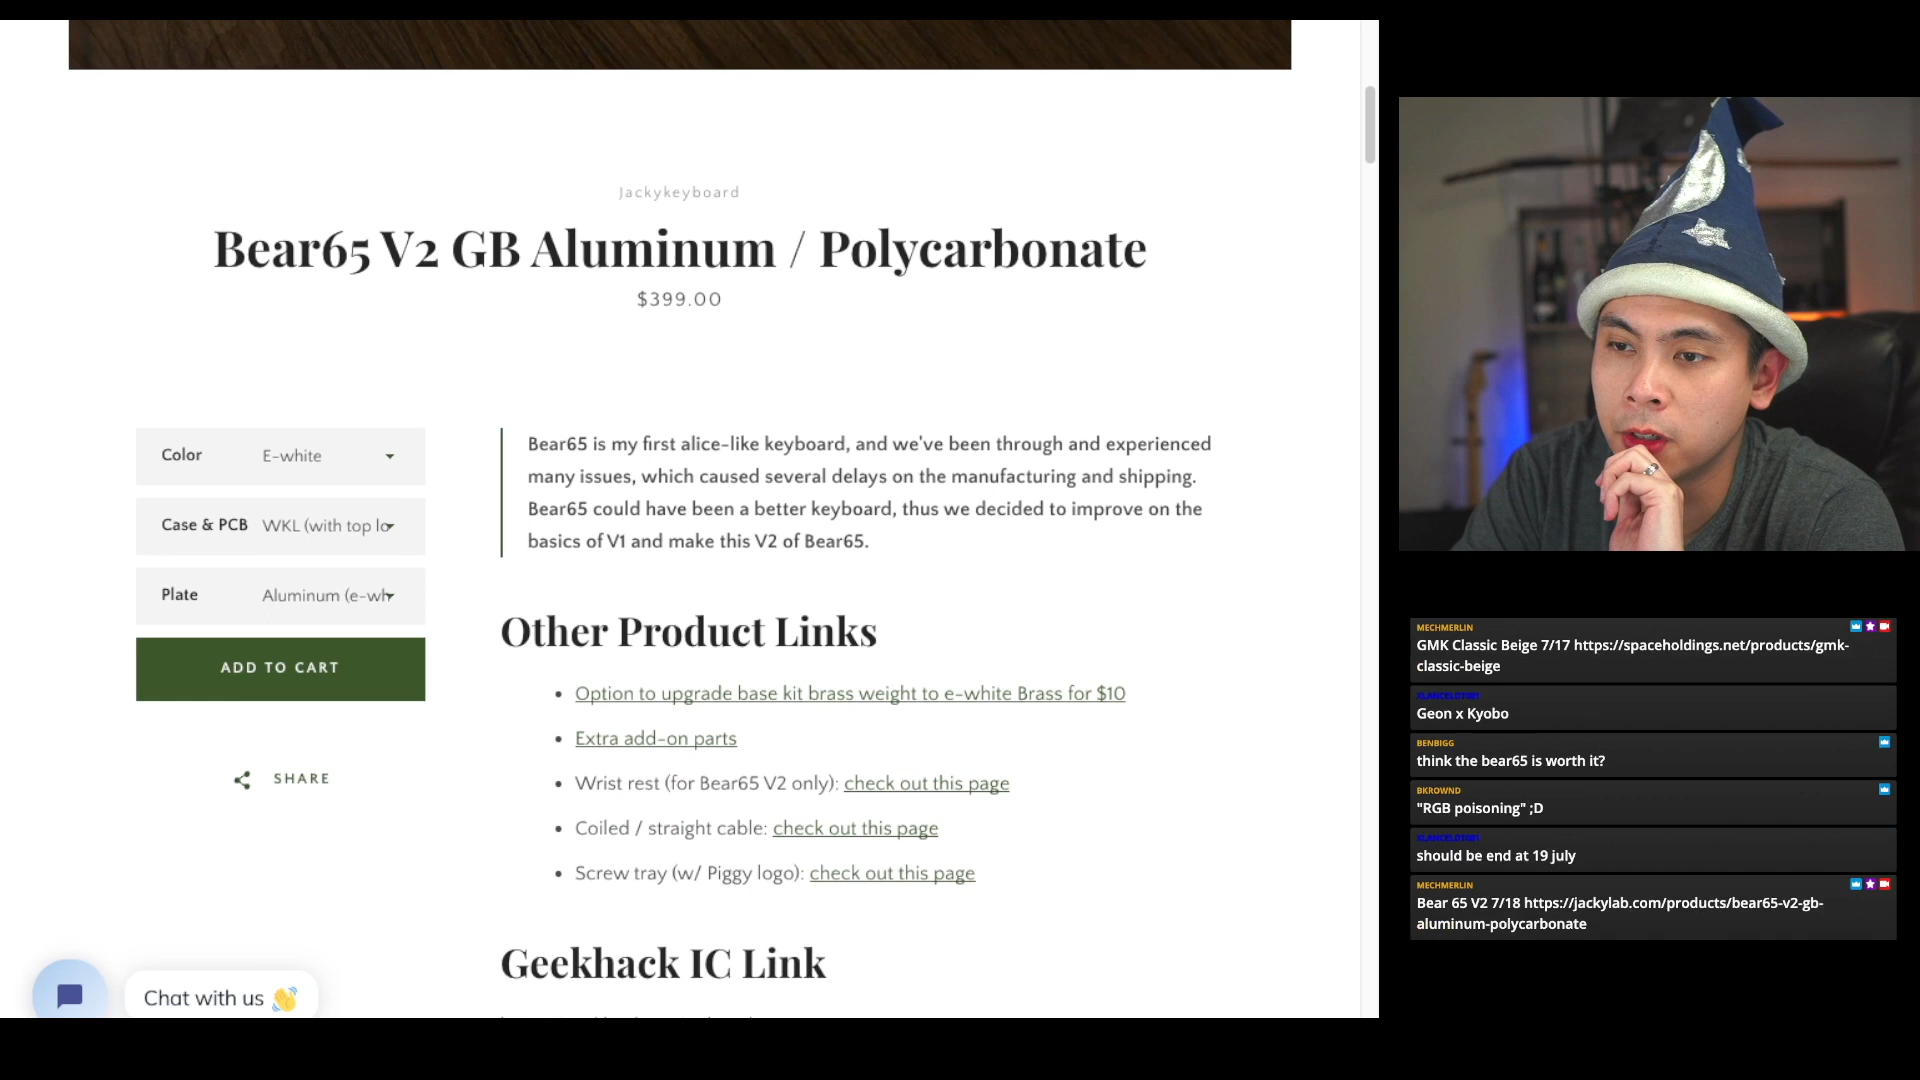 Jackykeyboard
Bear65 V2 GB Aluminum / Polycarbonate
$399.00
Color E-white
Case & PCB WKL (with top lo
Plate Aluminum (e-wh
ADD TO CART
SHARE
Bear65 is my first alice-like keyboard, and we've been through and experienced
many issues, which caused several delays on the manufacturing and shipping.
Bear65 could have been a better keyboard, thus we decided to improve on the
basics of V1 and make this V2 of Bear65.
Other Product Links
Option to upgrade base kit brass weight to e-white Brass for $10
Extra add-on parts
Wrist rest (for Bear65 V2 only): check out this page
Coiled / straight cable: check out this page
Screw tray (w/ Piggy logo): check out this page
Geekhack IC Link
Chat with us
MECHMERLIN
GMK Classic Beige 7/17 https://spaceholdings.net/products/gmk-
classic-beige
Geon x Kyobo
BENBIGG
think the bear65 is worth it?
BKROWND
"RGB poisoning" ;D
should be end at 19 july
MECHMERLIN
Bear 65 V2 7/18 https://jackylab.com/products/bear65-v2-gb-
aluminum-polycarbonate